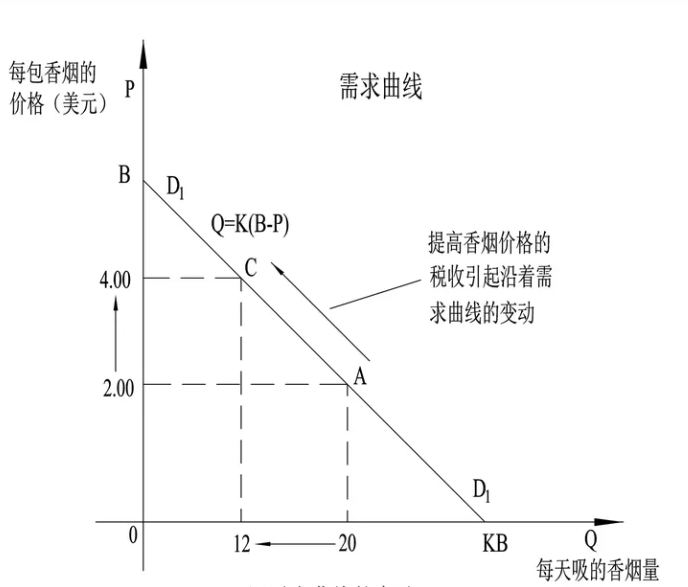 需求曲线
每包香烟的
价格（美元）
P
B
D1
Q=K(B-P)
提高香烟价格的
税收引起沿着需
求曲线的变动
C
4.00
A
2.00
D1
0
12
20
KB
Q
每天吸的香烟量